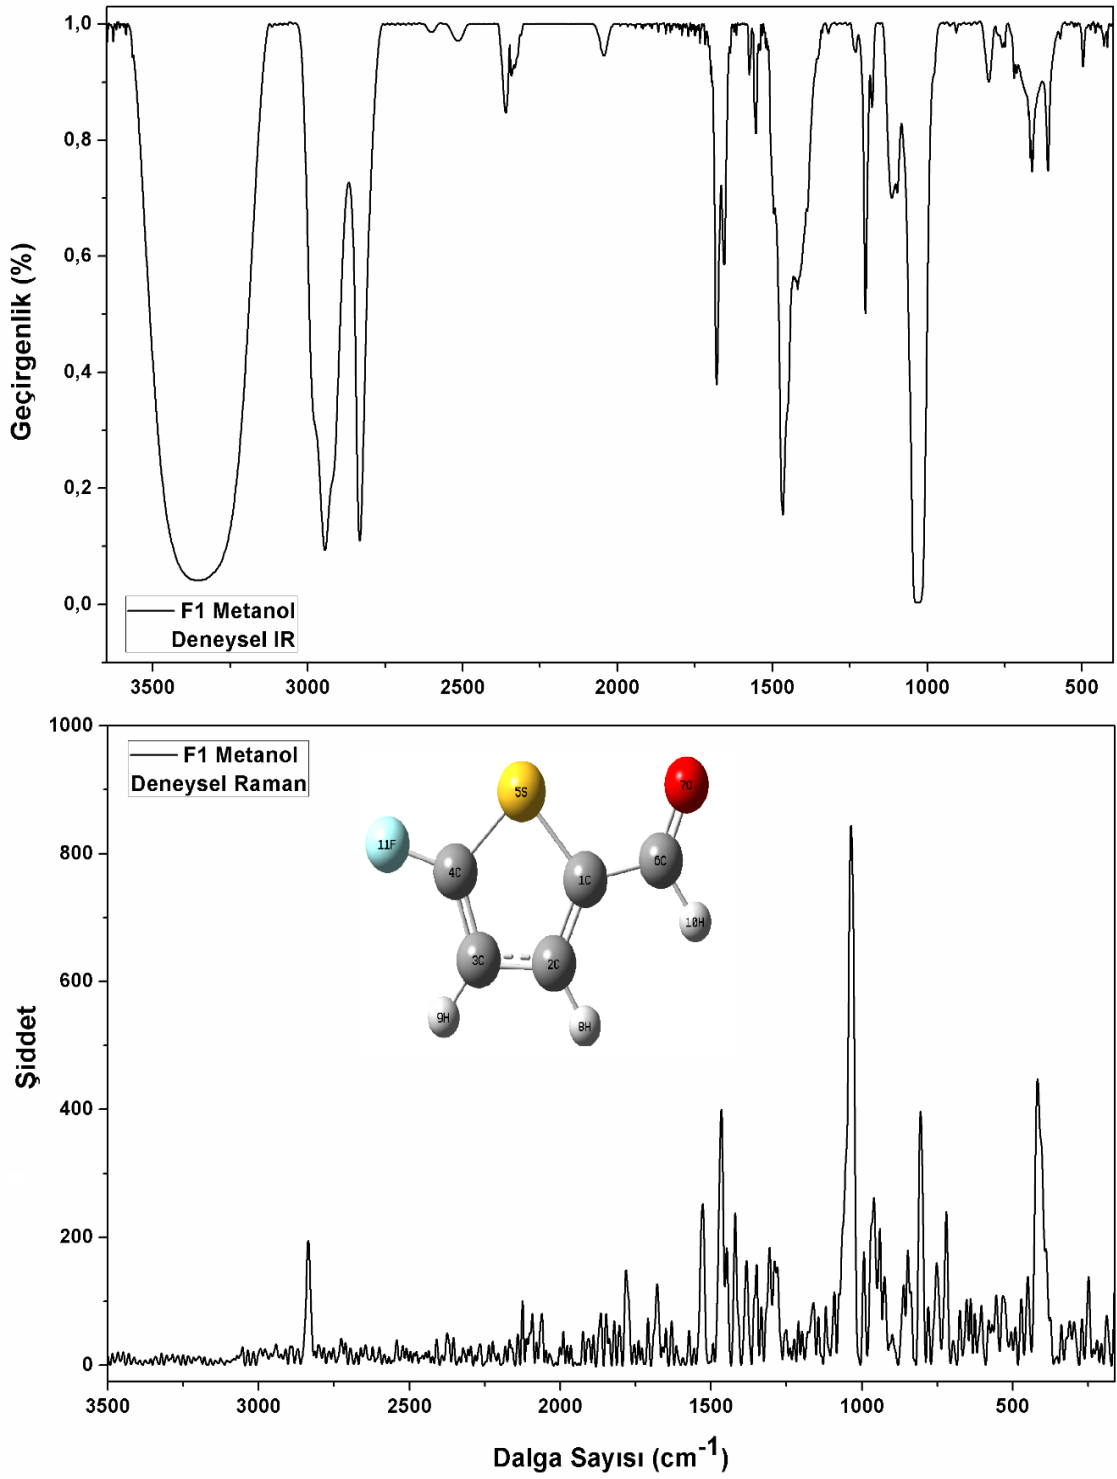 1,0
0,8
0,6
0,4
0,2
0,0
Geçirgenlik (%)
F1 Metanol
Deneysel IR
3500 3000 2500 2000 1500 1000 500
1000
800
600
400
200
0
Şiddet
F1 Metanol
Deneysel Raman
5S
7O
11F
4C
1C
6C
10H
3C
2C
9H
8H
3500 3000 2500 2000 1500 1000 500
Dalga Sayısı (cm⁻¹)